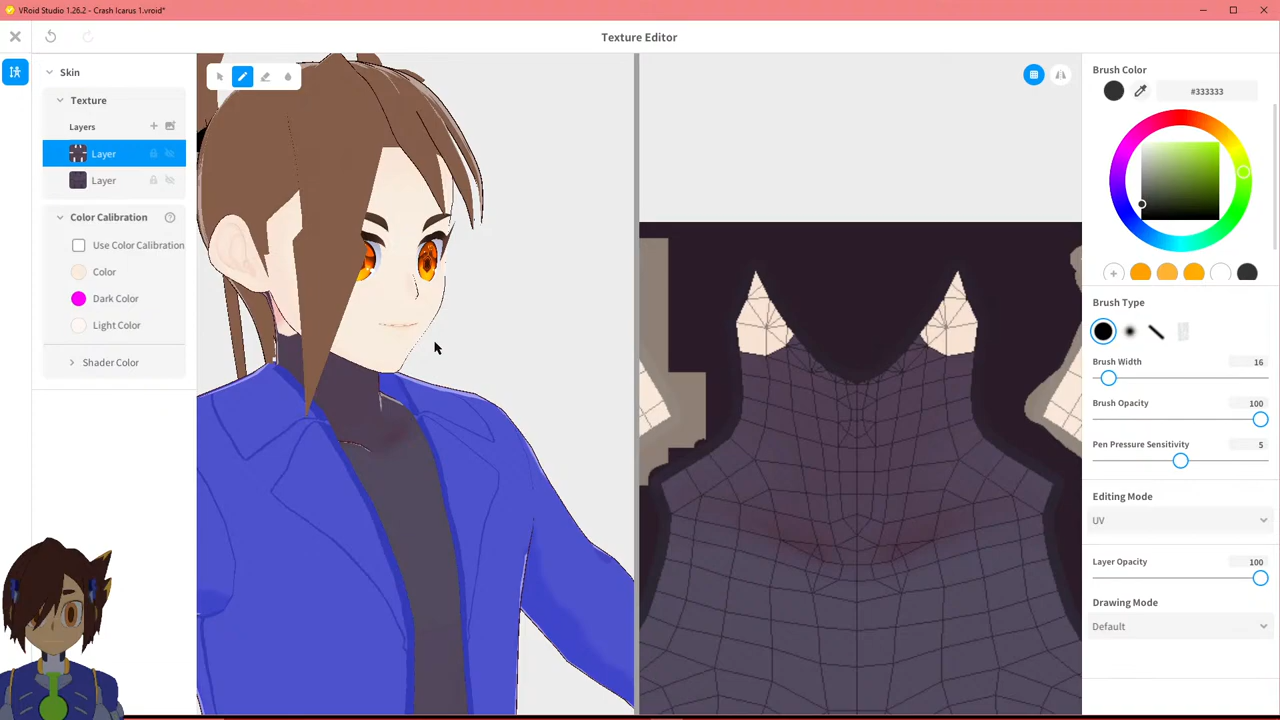 VRoid Studio 1.26.2 - Crash Icarus 1.vroid*
Texture Editor
Skin
Texture
Layers
Layer
Layer
Color Calibration
Use Color Calibration
Color
Dark Color
Light Color
Shader Color
Brush Color
#333333
Brush Type
Brush Width 16
Brush Opacity 100
Pen Pressure Sensitivity 5
Editing Mode
UV
Layer Opacity 100
Drawing Mode
Default